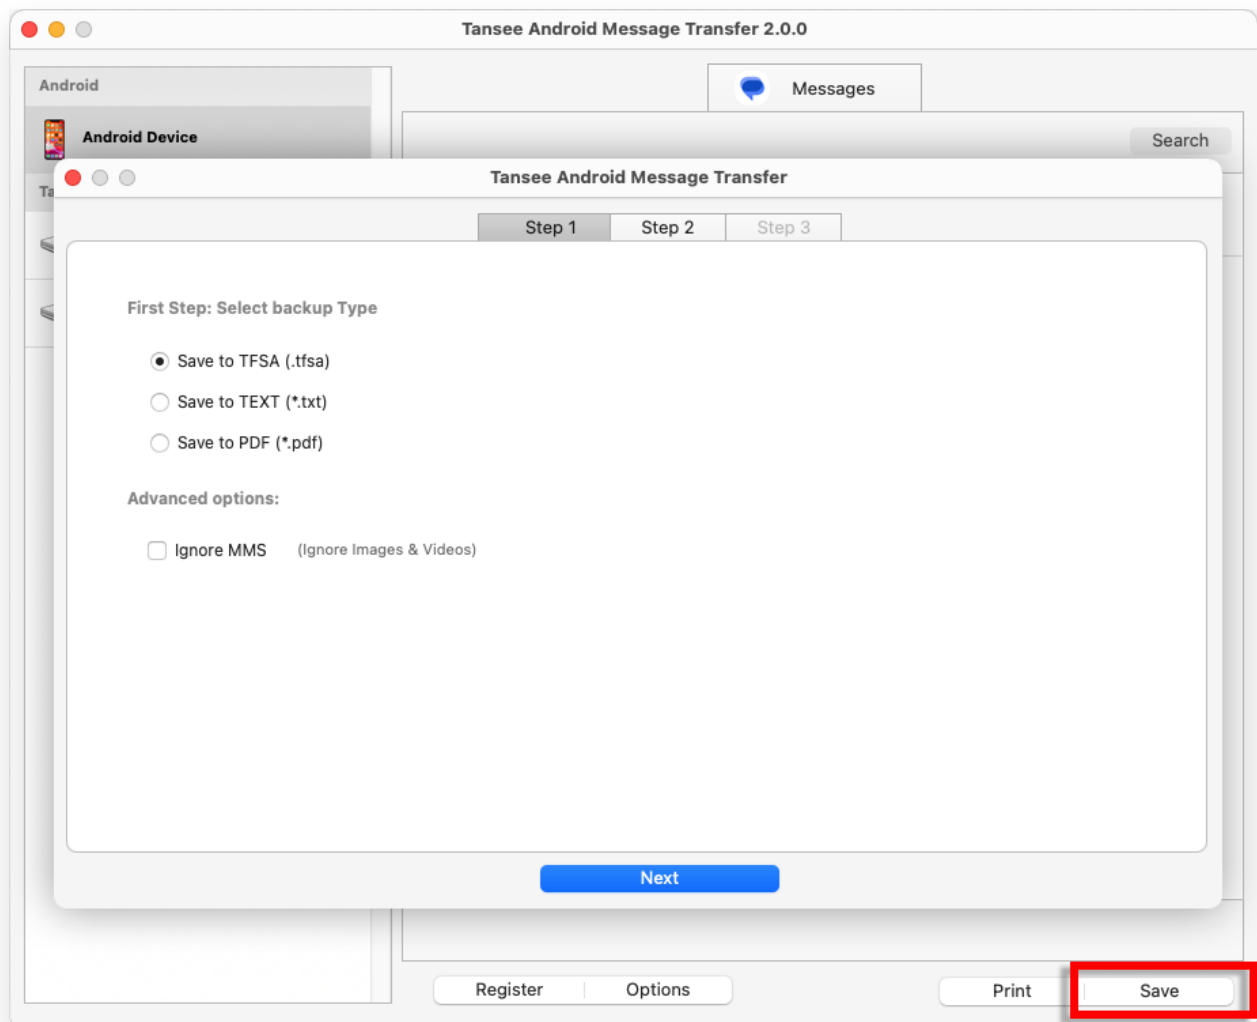 Tansee Android Message Transfer 2.0.0
Android
Messages
Android Device
Search
Ta
Tansee Android Message Transfer
Step 1 Step 2 Step 3
First Step: Select backup Type
Save to TFSA (.tfsa)
Save to TEXT (*.txt)
Save to PDF (*.pdf)
Advanced options:
Ignore MMS (Ignore Images & Videos)
Next
Register Options Print Save